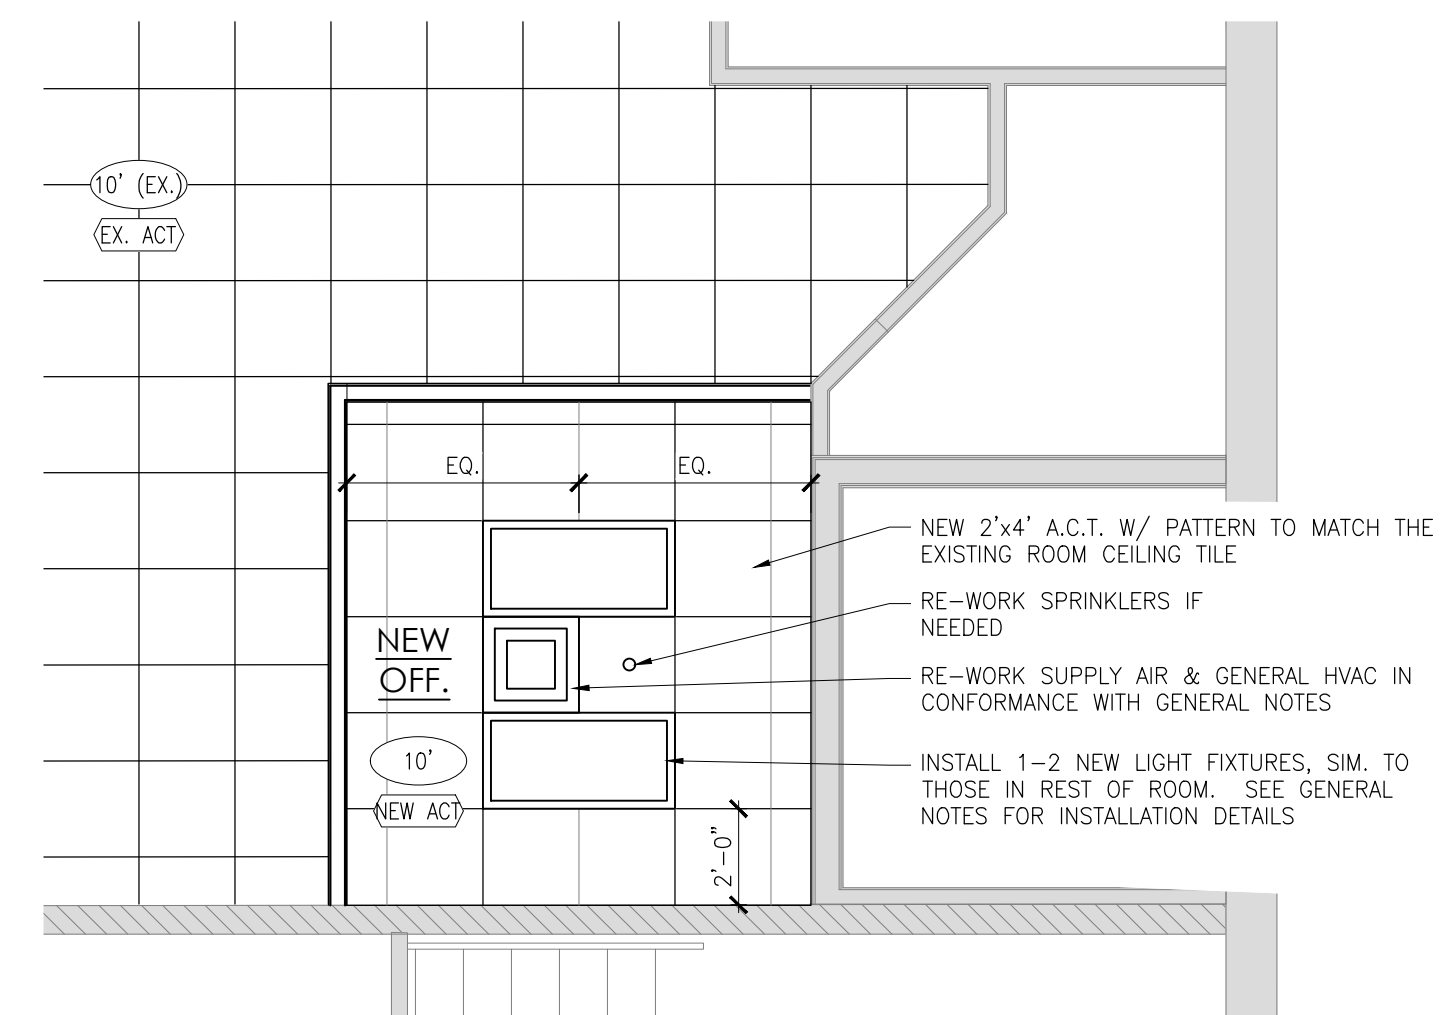 10' (EX.)
EX. ACT
EQ.
EQ.
NEW 2'x4' A.C.T. W/ PATTERN TO MATCH THE
EXISTING ROOM CEILING TILE
RE-WORK SPRINKLERS IF
NEEDED
NEW
OFF.
RE-WORK SUPPLY AIR & GENERAL HVAC IN
CONFORMANCE WITH GENERAL NOTES
10'
NEW ACT
INSTALL 1-2 NEW LIGHT FIXTURES, SIM. TO
THOSE IN REST OF ROOM. SEE GENERAL
NOTES FOR INSTALLATION DETAILS
2'-0"